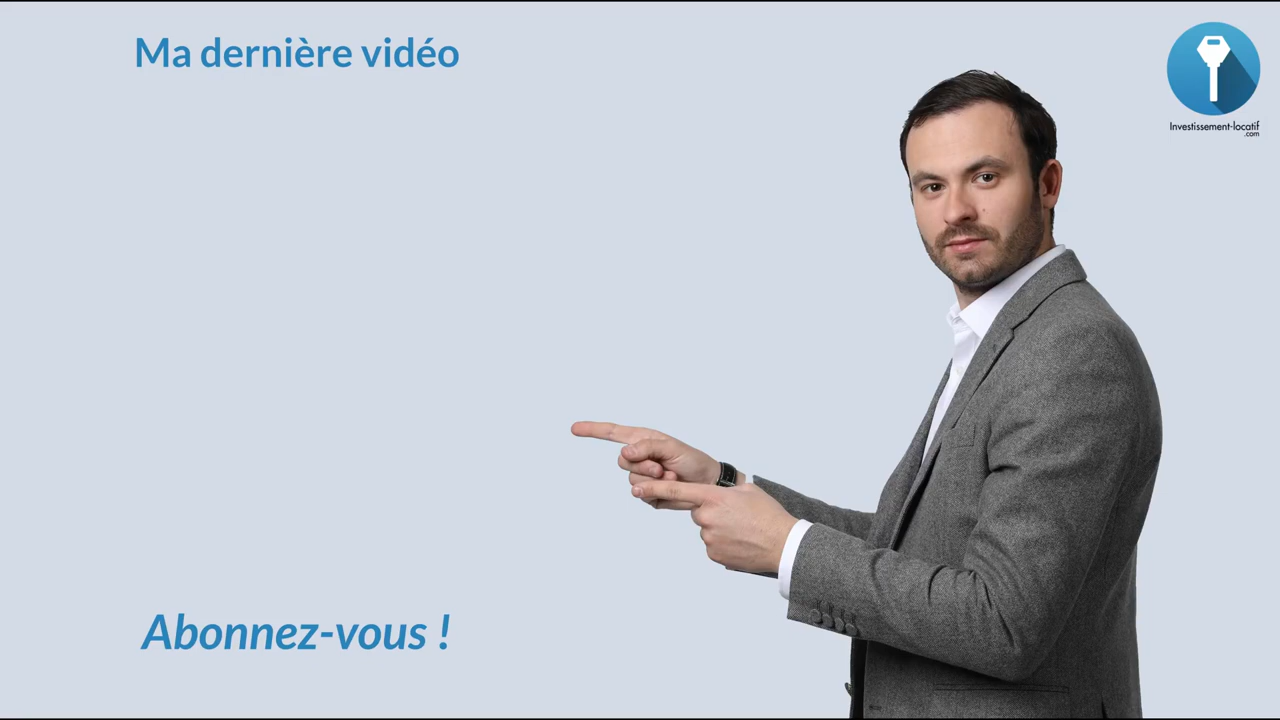 Ma dernière vidéo
Investissement-locatif
.com
Abonnez-vous !